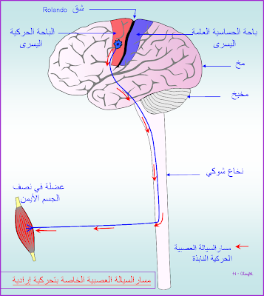 شق Rolando
باحة الحساسية العامة
اليسرى
الباحة الحركية
اليسرى
مخ
مخيخ
نخاع شوكي
عضلة في نصف
الجسم الأيمن
مسار السيالة العصبية
الحركية النابذة
مسار السيالة العصبية الخاصة بالحركية إرادية